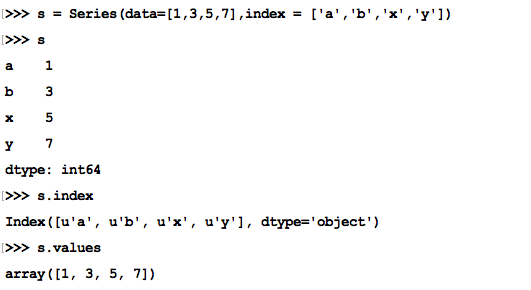 >>> s = Series(data=[1,3,5,7],index = ['a','b','x','y'])
>>> s
a    1
b    3
x    5
y    7
dtype: int64
>>> s.index
Index([u'a', u'b', u'x', u'y'], dtype='object')
>>> s.values
array([1, 3, 5, 7])